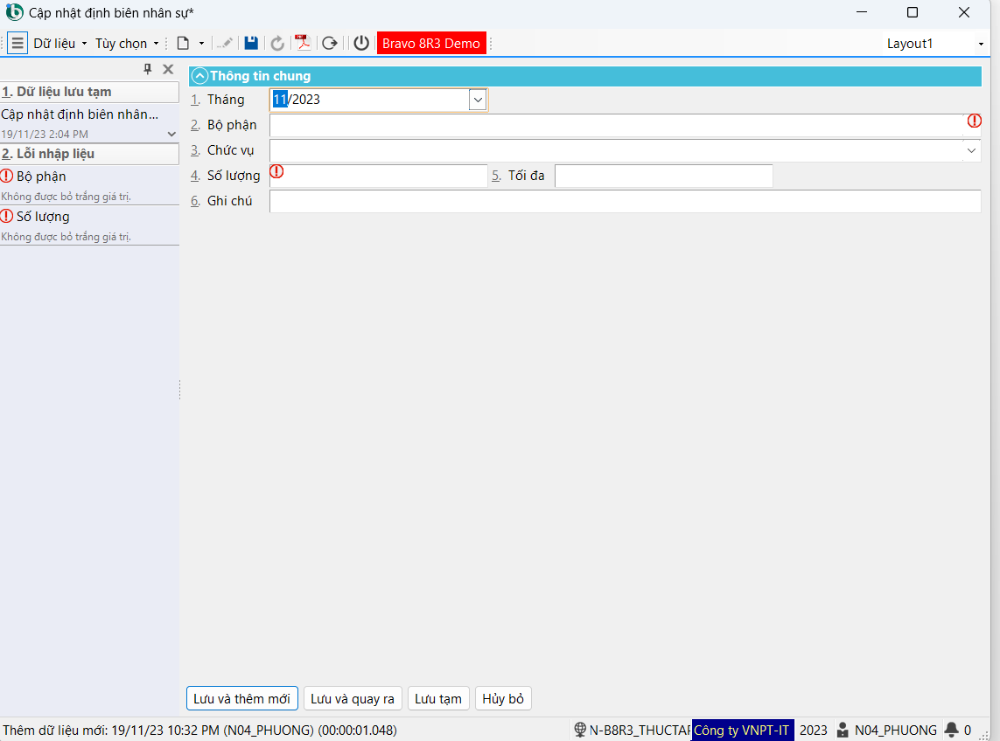 Cập nhật định biên nhân sự*
Dữ liệu Tùy chọn Bravo 8R3 Demo Layout1
1. Dữ liệu lưu tạm
Cập nhật định biên nhân...
19/11/23 2:04 PM
2. Lỗi nhập liệu
Bộ phận
Không được bỏ trắng giá trị.
Số lượng
Không được bỏ trắng giá trị.
Thông tin chung
1. Tháng 11/2023
2. Bộ phận
3. Chức vụ
4. Số lượng 5. Tối đa
6. Ghi chú
Lưu và thêm mới Lưu và quay ra Lưu tạm Hủy bỏ
Thêm dữ liệu mới: 19/11/23 10:32 PM (N04_PHUONG) (00:00:01.048) N-B8R3_THUCTAP Công ty VNPT-IT 2023 N04_PHUONG 0